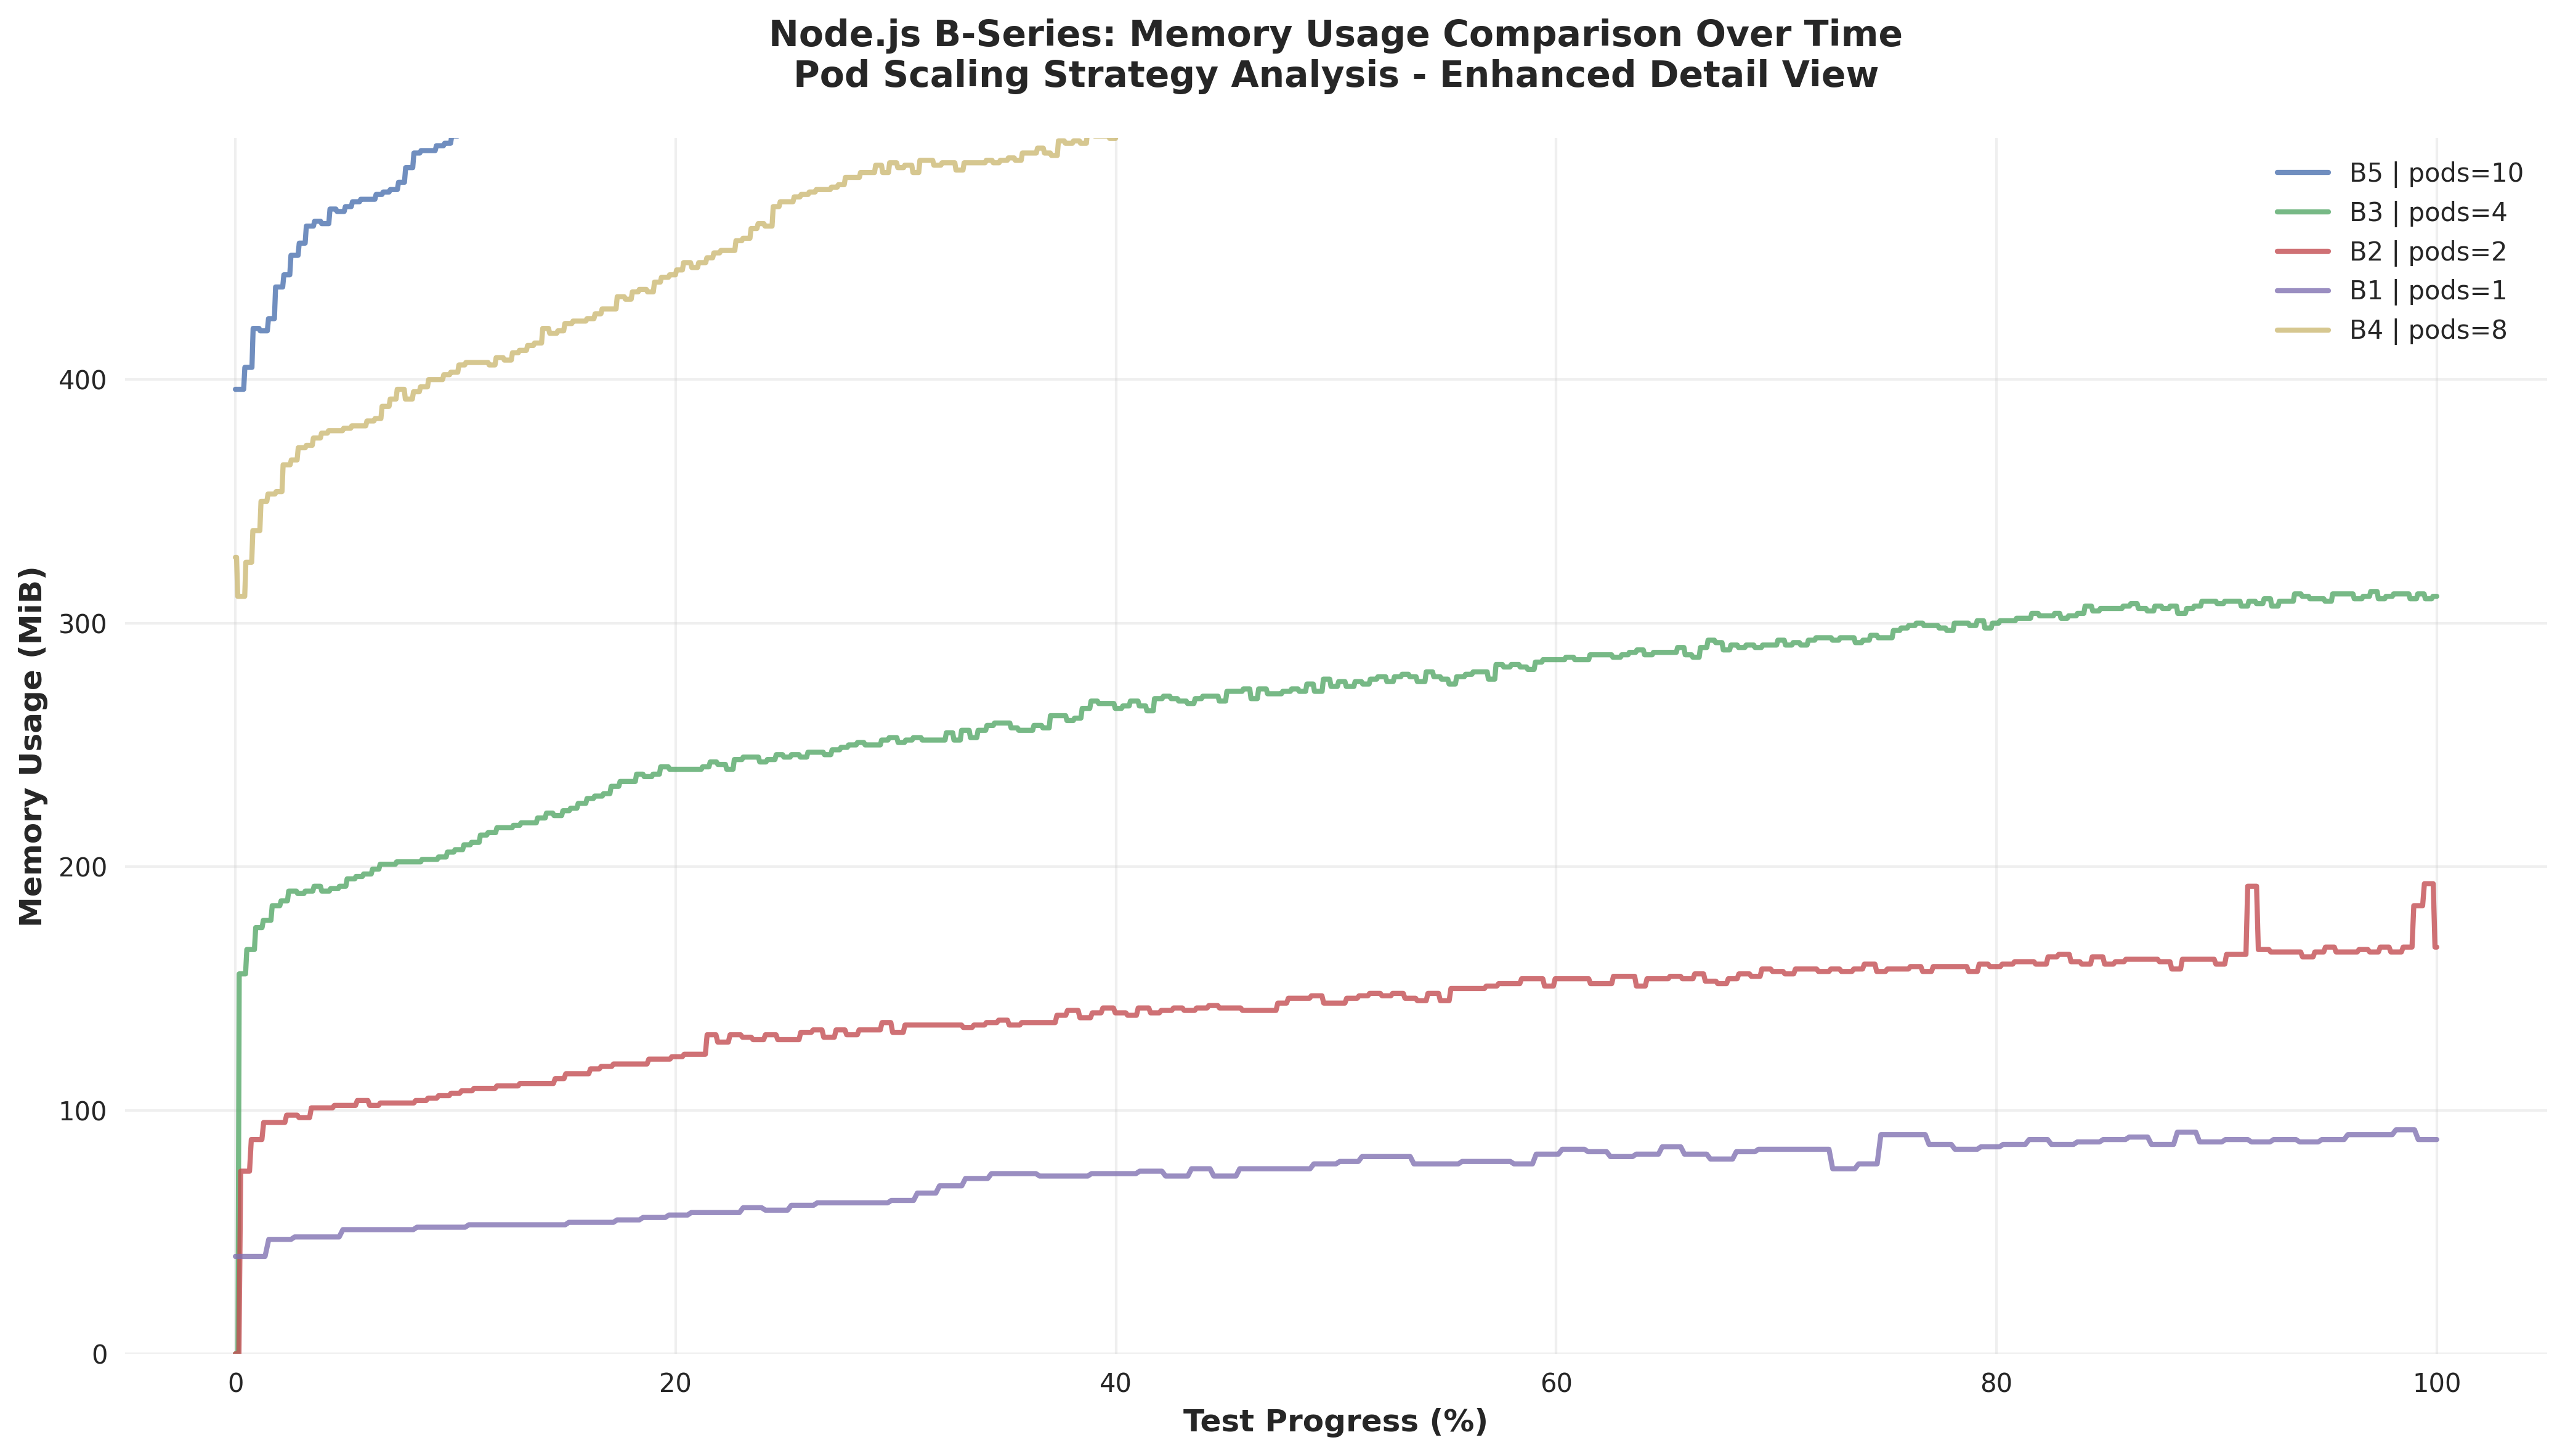 Node.js B-Series: Memory Usage Comparison Over Time
Pod Scaling Strategy Analysis - Enhanced Detail View
B5 | pods=10
B3 | pods=4
B2 | pods=2
B1 | pods=1
B4 | pods=8
Memory Usage (MiB)
400
300
200
100
0
0 20 40 60 80 100
Test Progress (%)